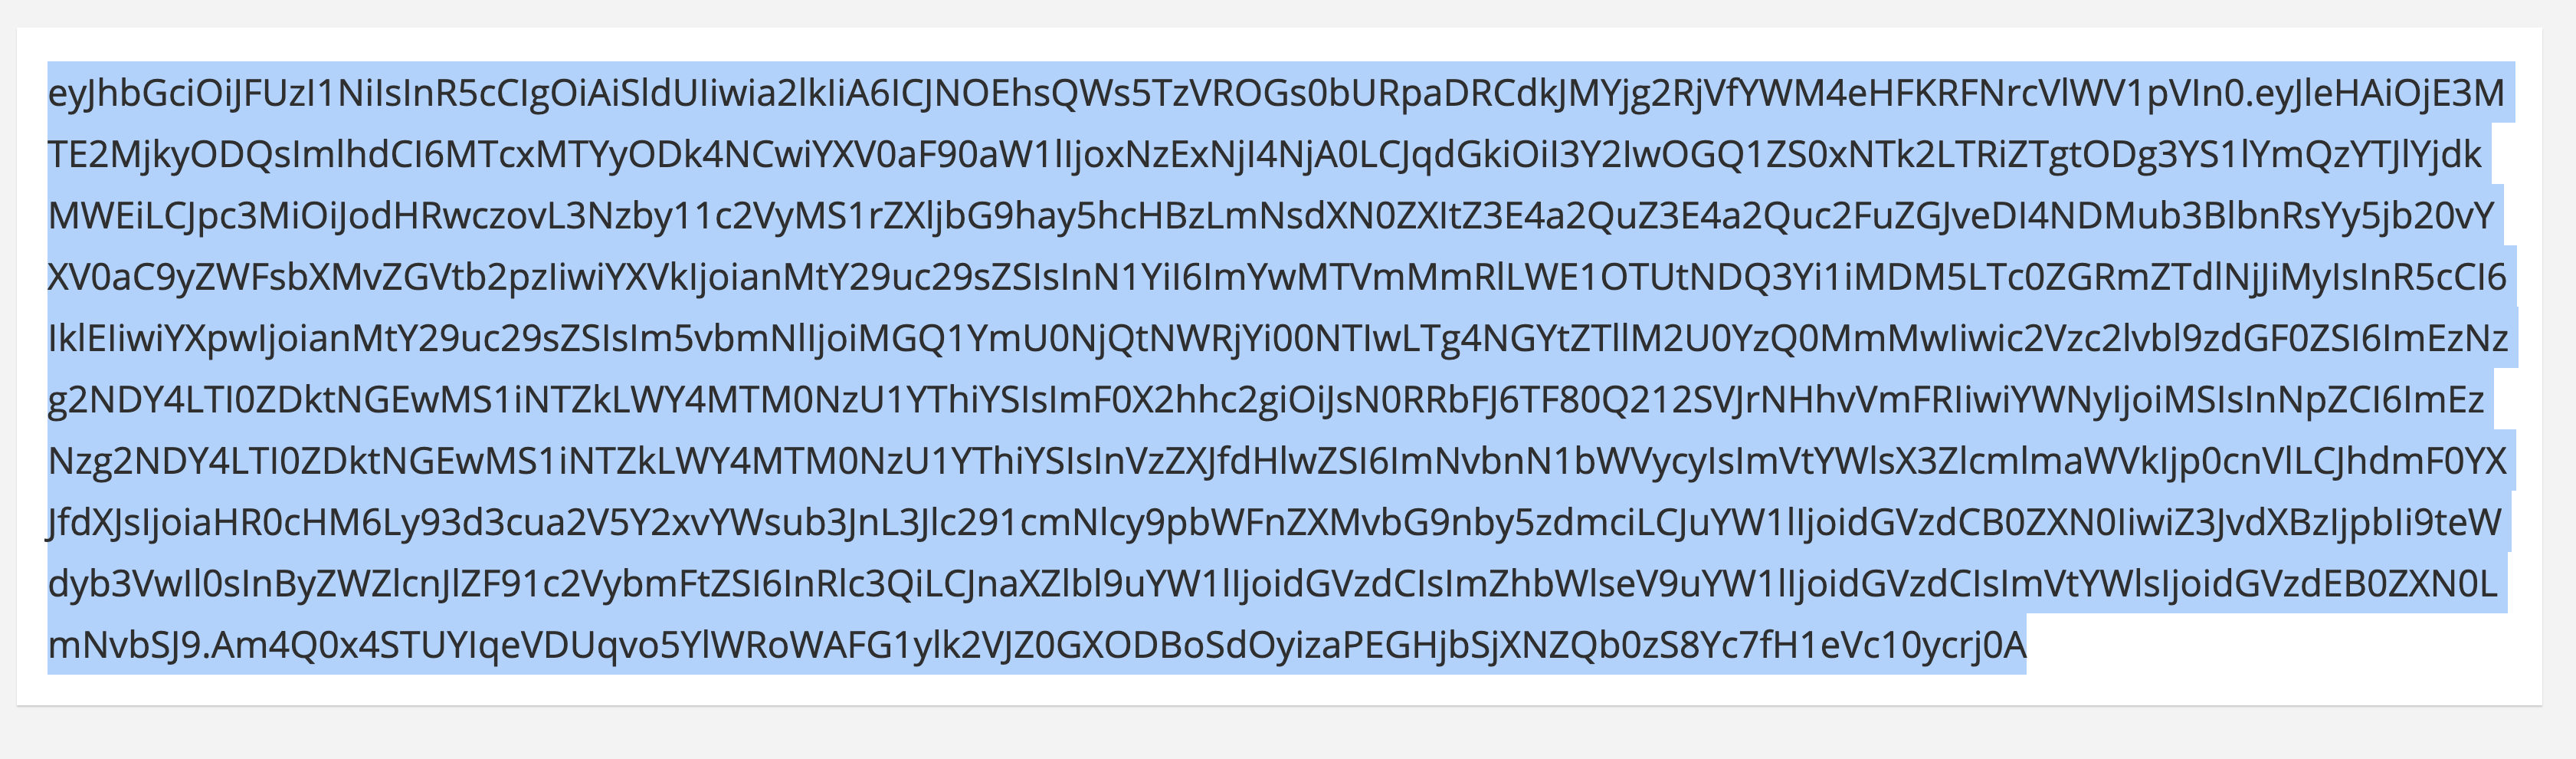 eyJhbGciOiJFUzI1NiIsInR5cCIgOiAiSldUIiwia2lkIiA6ICJNOEhsQWs5TzVROGs0bURpaDRCdkJMYjg2RjVfYWM4eHFKRFNrcVlWV1pVIn0.eyJleHAiOjE3M
TE2MjkyODQsImlhdCI6MTcxMTYyODk4NCwiYXV0aF90aW1lIjoxNzExNjI4NjA0LCJqdGkiOiI3Y2IwOGQ1ZS0xNTk2LTRiZTgtODg3YS1lYmQzYTJlYjdk
MWEiLCJpc3MiOiJodHRwczovL3Nzby11c2VyMS1rZXljbG9hay5hcHBzLmNsdXN0ZXItZ3E4a2QuZ3E4a2Quc2FuZGJveDI4NDMub3BlbnRsYy5jb20vY
XV0aC9yZWFsbXMvZGVtb2pzIiwiYXVkIjoianMtY29uc29sZSIsInN1YiI6ImYwMTVmMmRlLWE1OTUtNDQ3Yi1iMDM5LTc0ZGRmZTdlNjJiMyIsInR5cCI6
IklEIiwiYXpwIjoianMtY29uc29sZSIsIm5vbmNlIjoiMGQ1YmU0NjQtNWRjYi00NTIwLTg4NGYtZTllM2U0YzQ0MmMwIiwic2Vzc2lvbl9zdGF0ZSI6ImEzNz
g2NDY4LTI0ZDktNGEwMS1iNTZkLWY4MTM0NzU1YThiYSIsImF0X2hhc2giOiJsN0RRbFJ6TF80Q212SVJrNHhvVmFRIiwiYWNyIjoiMSIsInNpZCI6ImEz
Nzg2NDY4LTI0ZDktNGEwMS1iNTZkLWY4MTM0NzU1YThiYSIsInVzZXJfdHlwZSI6ImNvbnN1bWVycyIsImVtYWlsX3ZlcmlmaWVkIjp0cnVlLCJhdmF0YX
JfdXJsIjoiaHR0cHM6Ly93d3cua2V5Y2xvYWsub3JnL3Jlc291cmNlcy9pbWFnZXMvbG9nby5zdmciLCJuYW1lIjoidGVzdCB0ZXN0IiwiZ3JvdXBzIjpbIi9teW
dyb3VwIl0sInByZWZlcnJlZF91c2VybmFtZSI6InRlc3QiLCJnaXZlbl9uYW1lIjoidGVzdCIsImZhbWlseV9uYW1lIjoidGVzdCIsImVtYWlsIjoidGVzdEB0ZXN0L
mNvbSJ9.Am4Q0x4STUYIqeVDUqvo5YlWRoWAFG1ylk2VJZ0GXODBoSdOyizaPEGHjbSjXNZQb0zS8Yc7fH1eVc10ycrj0A